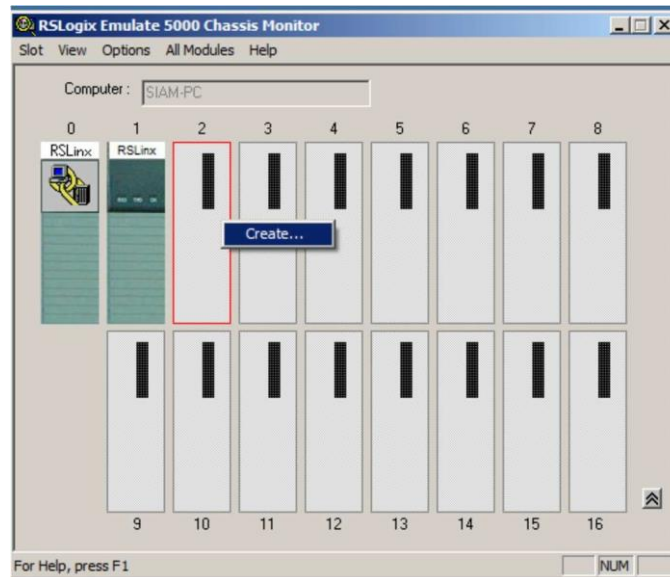 RSLogix Emulate 5000 Chassis Monitor
Slot View Options All Modules Help
Computer : SIAM-PC
0 1 2 3 4 5 6 7 8
RSLinx RSLinx
Create...
9 10 11 12 13 14 15 16
For Help, press F1 NUM